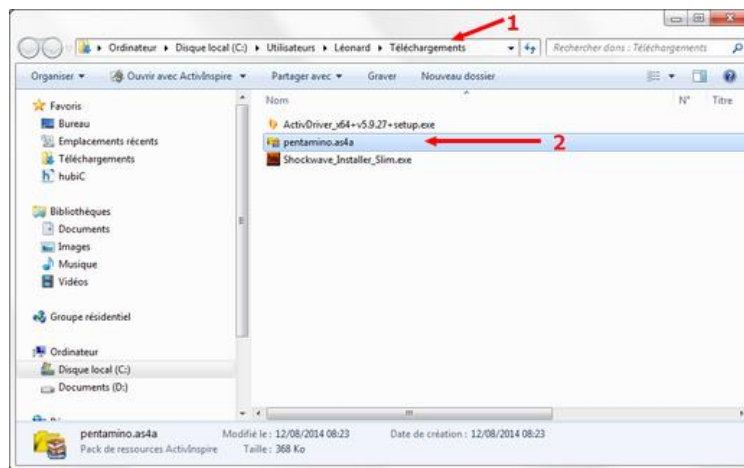 1
Ordinateur ▸ Disque local (C:) ▸ Utilisateurs ▸ Léonard ▸ Téléchargements
Rechercher dans : Téléchargements
Organiser Ouvrir avec ActivInspire Partager avec Graver Nouveau dossier
Favoris
Bureau
Emplacements récents
Téléchargements
hubiC
Bibliothèques
Documents
Images
Musique
Vidéos
Groupe résidentiel
Ordinateur
Disque local (C:)
Documents (D:)
Nom N° Titre
ActivDriver_x64+v5.9.27+setup.exe
pentamino.as4a 2
Shockwave_Installer_Slim.exe
pentamino.as4a Modifié le : 12/08/2014 08:23 Date de création : 12/08/2014 08:23
Pack de ressources ActivInspire Taille : 368 Ko